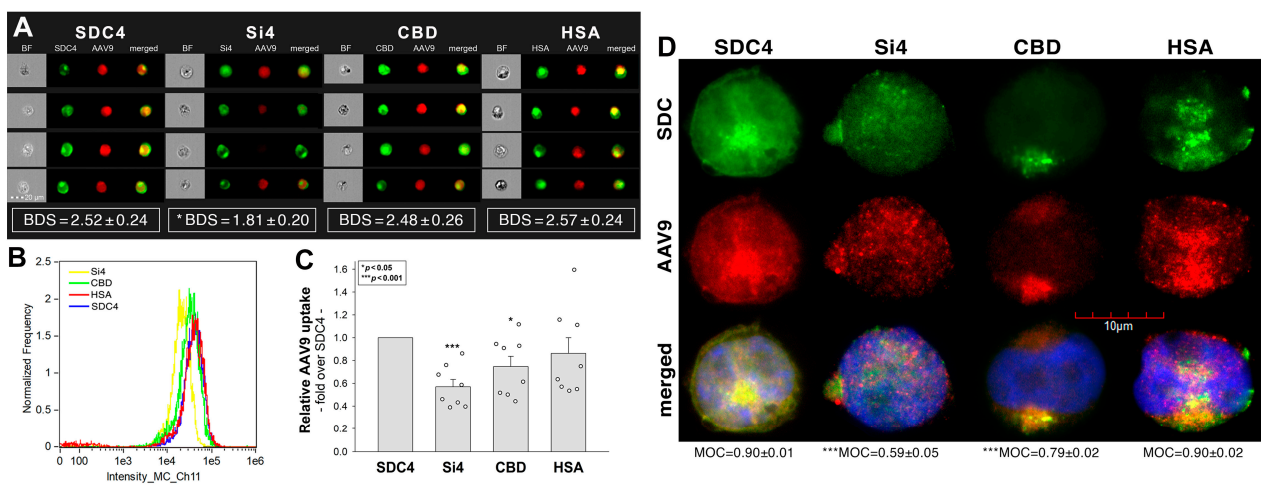 A
SDC4 Si4 CBD HSA
BF SDC4 AAV9 merged BF Si4 AAV9 merged BF CBD AAV9 merged BF HSA AAV9 merged
20 µm
BDS=2.52±0.24 *BDS=1.81±0.20 BDS=2.48±0.26 BDS=2.57±0.24
B
2.5
2
1.5
1
0.5
0
Normalized Frequency
Si4
CBD
HSA
SDC4
0 100 1e3 1e4 1e5 1e6
Intensity_MC_Ch11
C
*p<0.05
***p<0.001
Relative AAV9 uptake
- fold over SDC4 -
1.6
1.4
1.2
1.0
0.8
0.6
0.4
0.2
0.0
***
*
SDC4 Si4 CBD HSA
D
SDC4 Si4 CBD HSA
SDC
AAV9
10µm
merged
MOC=0.90±0.01 ***MOC=0.59±0.05 ***MOC=0.79±0.02 MOC=0.90±0.02